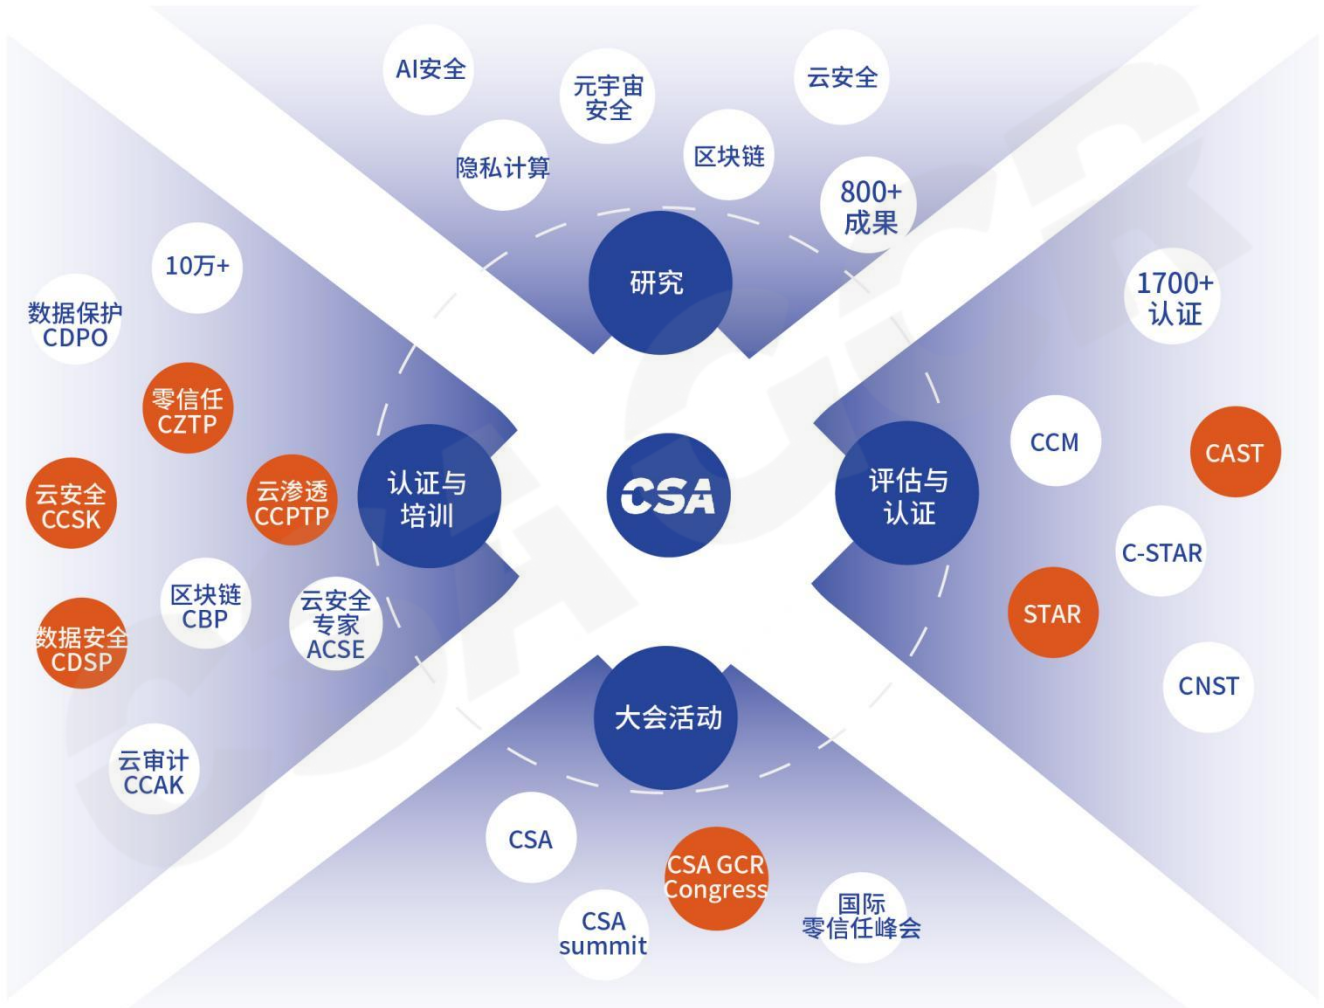 AI安全
元宇宙
安全
云安全
隐私计算
区块链
800+
成果
研究
10万+
数据保护
CDPO
零信任
CZTP
云安全
CCSK
云渗透
CCPTP
认证与
培训
区块链
CBP
云安全
专家
ACSE
数据安全
CDSP
云审计
CCAK
CSA
评估与
认证
1700+
认证
CCM
CAST
C-STAR
STAR
CNST
大会活动
CSA
CSA GCR
Congress
CSA
summit
国际
零信任峰会
CSA GCR